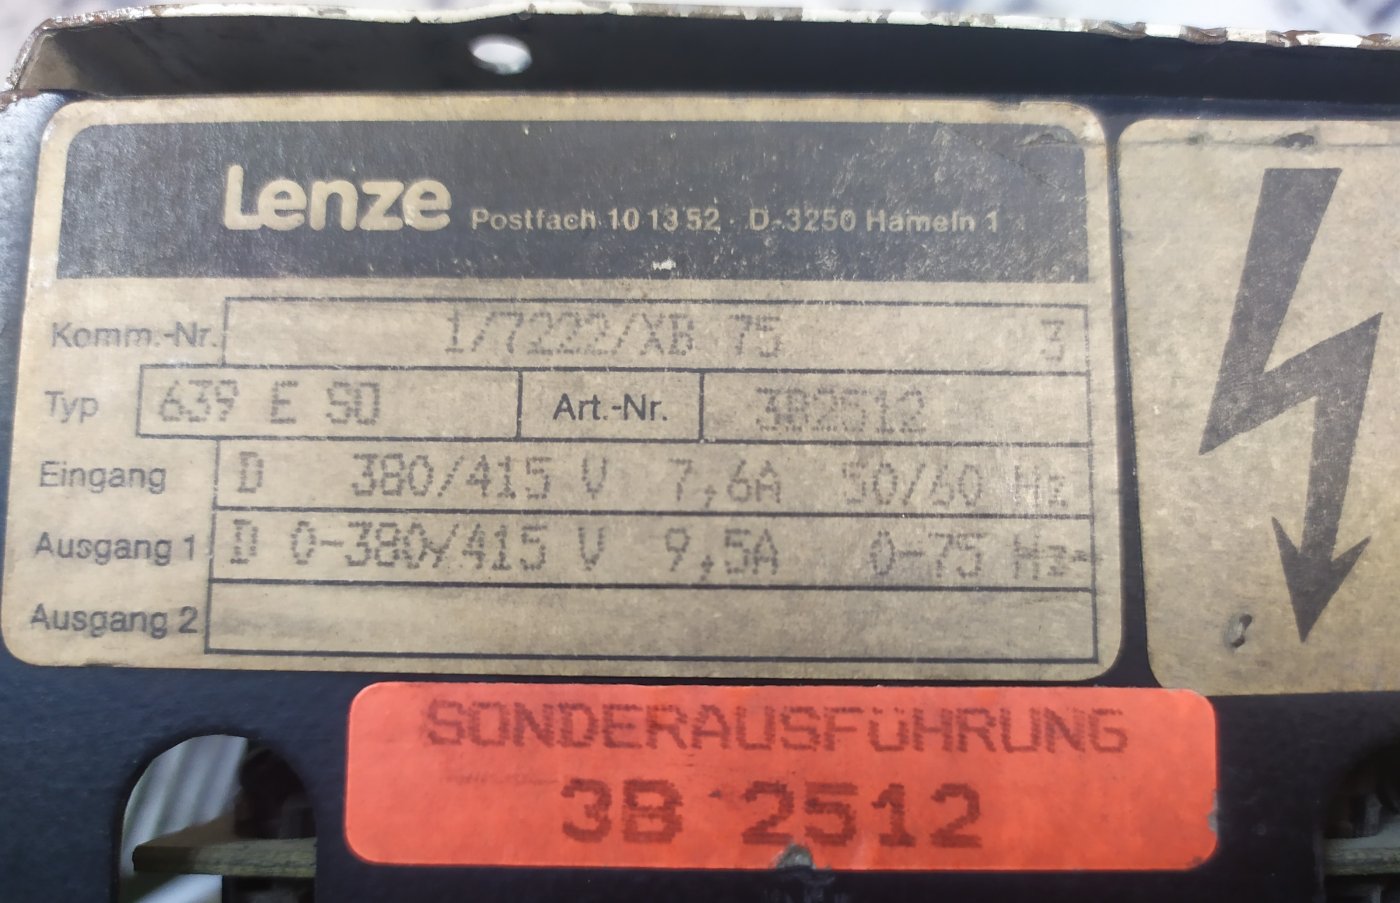 Lenze Postfach 10 13 52 · D-3250 Hameln 1
Komm.-Nr. 1/7222/XB 75 3
Typ 639 E SO Art.-Nr. 3B2512
Eingang D 380/415 V 7,6A 50/60 Hz
Ausgang 1 D 0-380/415 V 9,5A 0-75 Hz
Ausgang 2
SONDERAUSFÜHRUNG
3B 2512